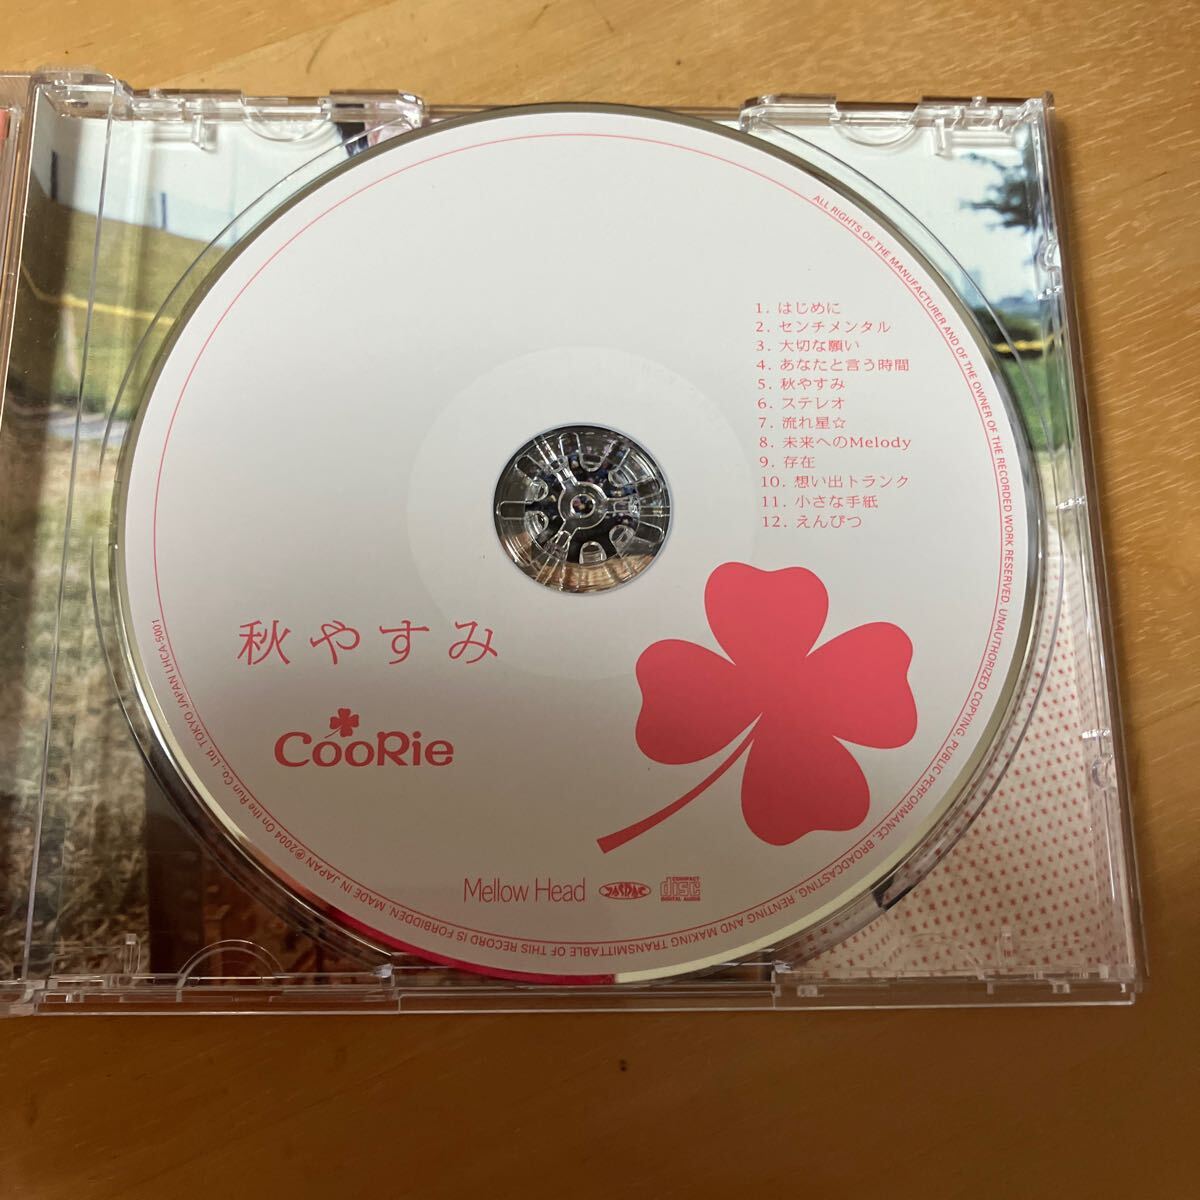 1. はじめに
2. センチメンタル
3. 大切な願い
4. あなたと言う時間
5. 秋やすみ
6. ステレオ
7. 流れ星☆
8. 未来へのMelody
9. 存在
10. 想い出トランク
11. 小さな手紙
12. えんぴつ
秋やすみ
CooRie
Mellow Head
JASRAC
COMPACT
disc
DIGITAL AUDIO
ALL RIGHTS OF THE MANUFACTURER AND OF THE OWNER OF THE RECORDED WORK RESERVED. UNAUTHORIZED COPYING, PUBLIC PERFORMANCE, BROADCASTING, RENTING AND MAKING TRANSMITTABLE OF THIS RECORD IS FORBIDDEN. MADE IN JAPAN ℗2004 On the Run Co., Ltd. TOKYO JAPAN LHCA-5001